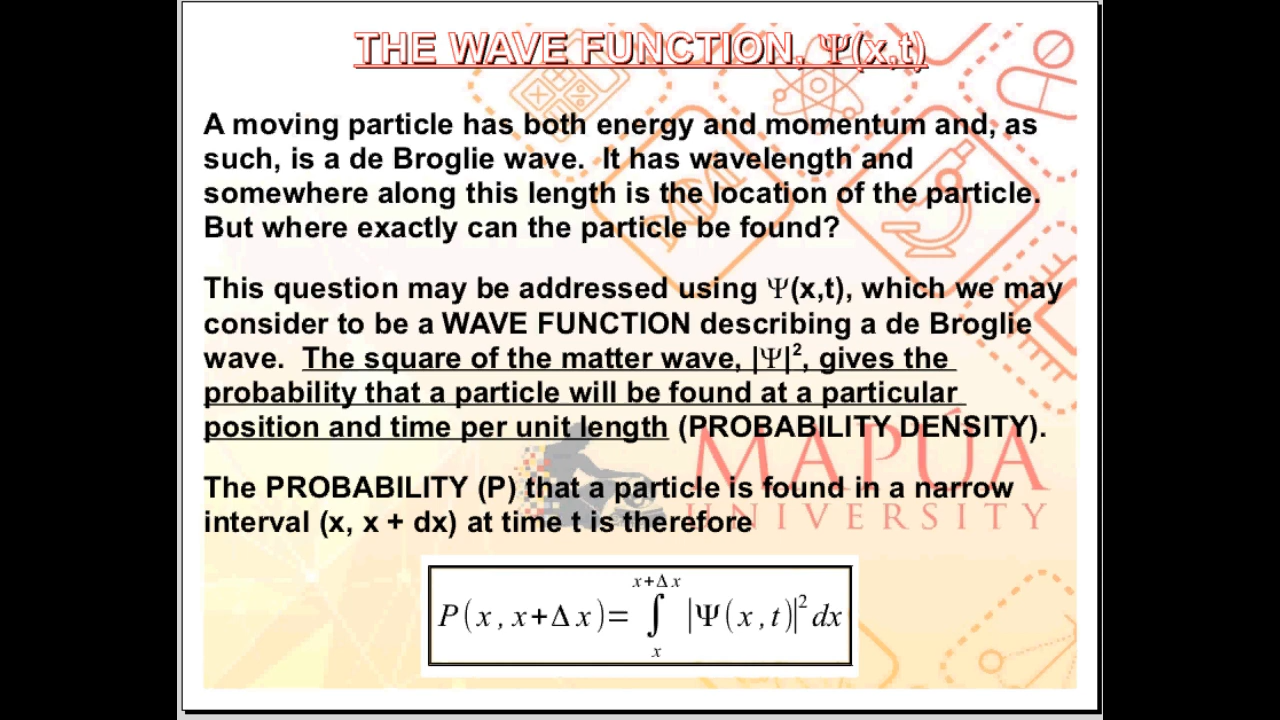 THE WAVE FUNCTION, Ψ(x,t)
A moving particle has both energy and momentum and, as
such, is a de Broglie wave.  It has wavelength and
somewhere along this length is the location of the particle.
But where exactly can the particle be found?
This question may be addressed using Ψ(x,t), which we may
consider to be a WAVE FUNCTION describing a de Broglie
wave.  The square of the matter wave, |Ψ|², gives the
probability that a particle will be found at a particular
position and time per unit length (PROBABILITY DENSITY).
MAPÚA
UNIVERSITY
The PROBABILITY (P) that a particle is found in a narrow
interval (x, x + dx) at time t is therefore
P(x, x+Δx)= ∫ₓ^(x+Δx) |Ψ(x,t)|² dx